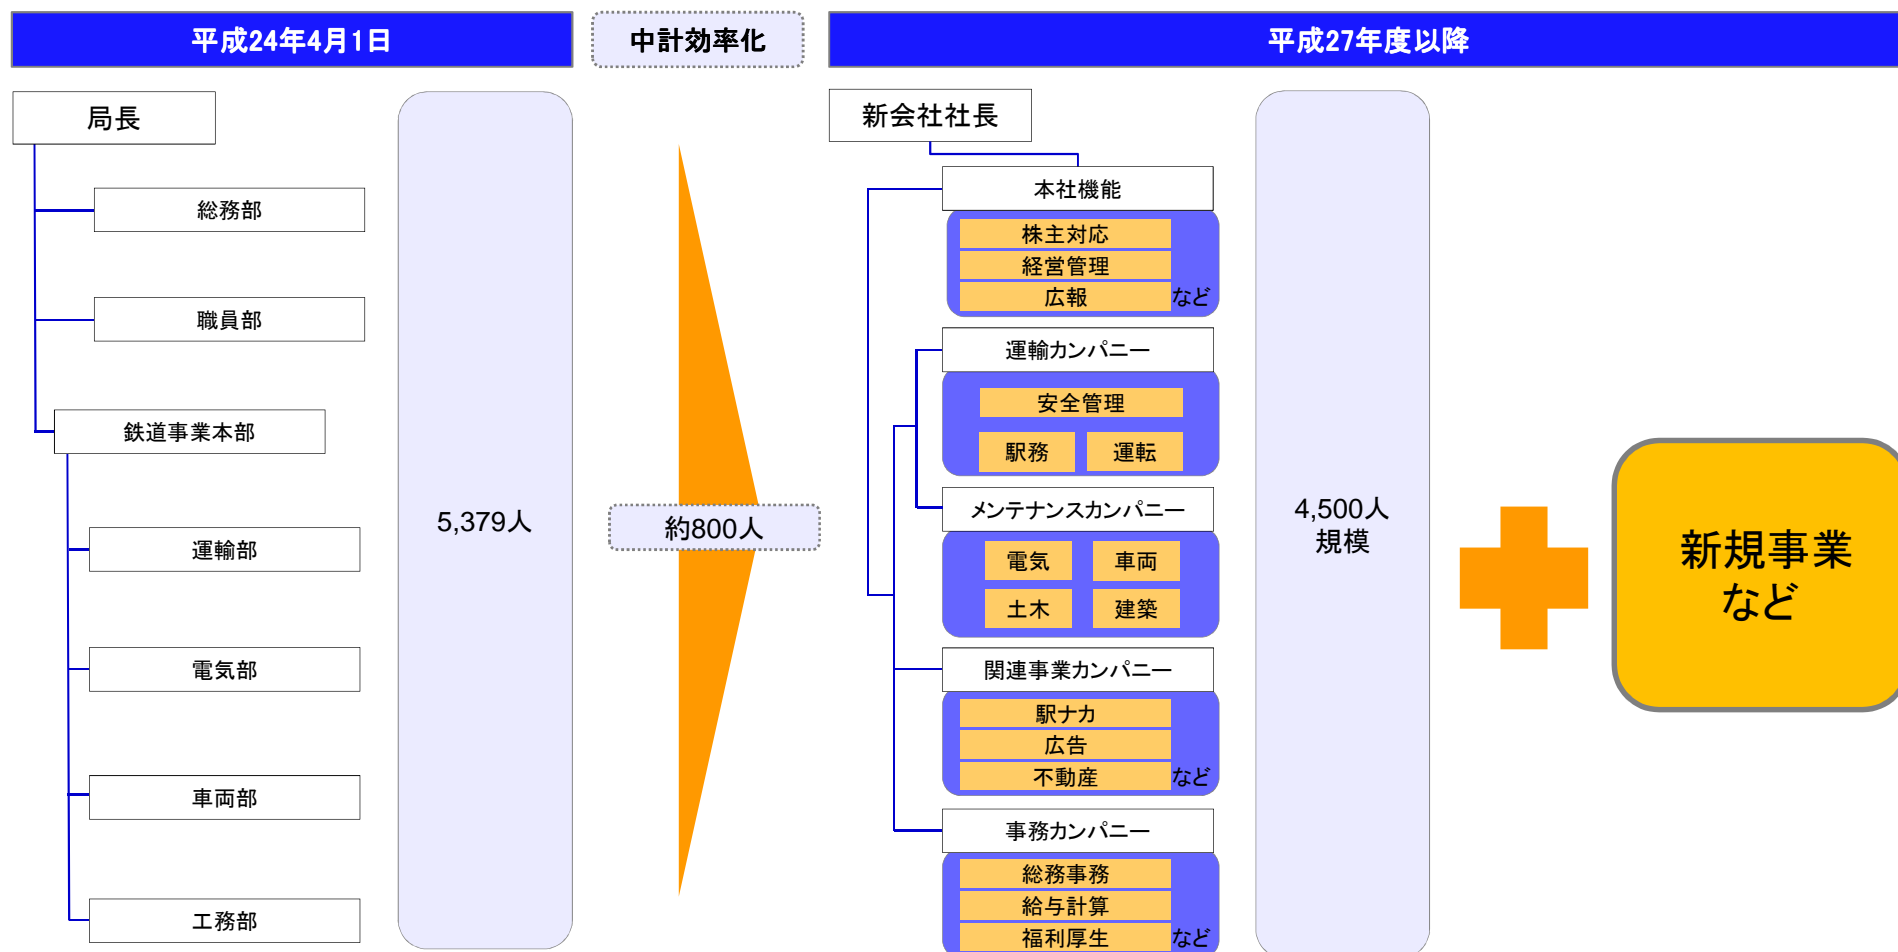 平成24年4月1日
中計効率化
平成27年度以降
局長
総務部
職員部
鉄道事業本部
運輸部
電気部
車両部
工務部
5,379人
約800人
新会社社長
本社機能
株主対応
経営管理
広報
など
運輸カンパニー
安全管理
駅務
運転
メンテナンスカンパニー
電気
車両
土木
建築
関連事業カンパニー
駅ナカ
広告
不動産
など
事務カンパニー
総務事務
給与計算
福利厚生
など
4,500人
規模
新規事業
など